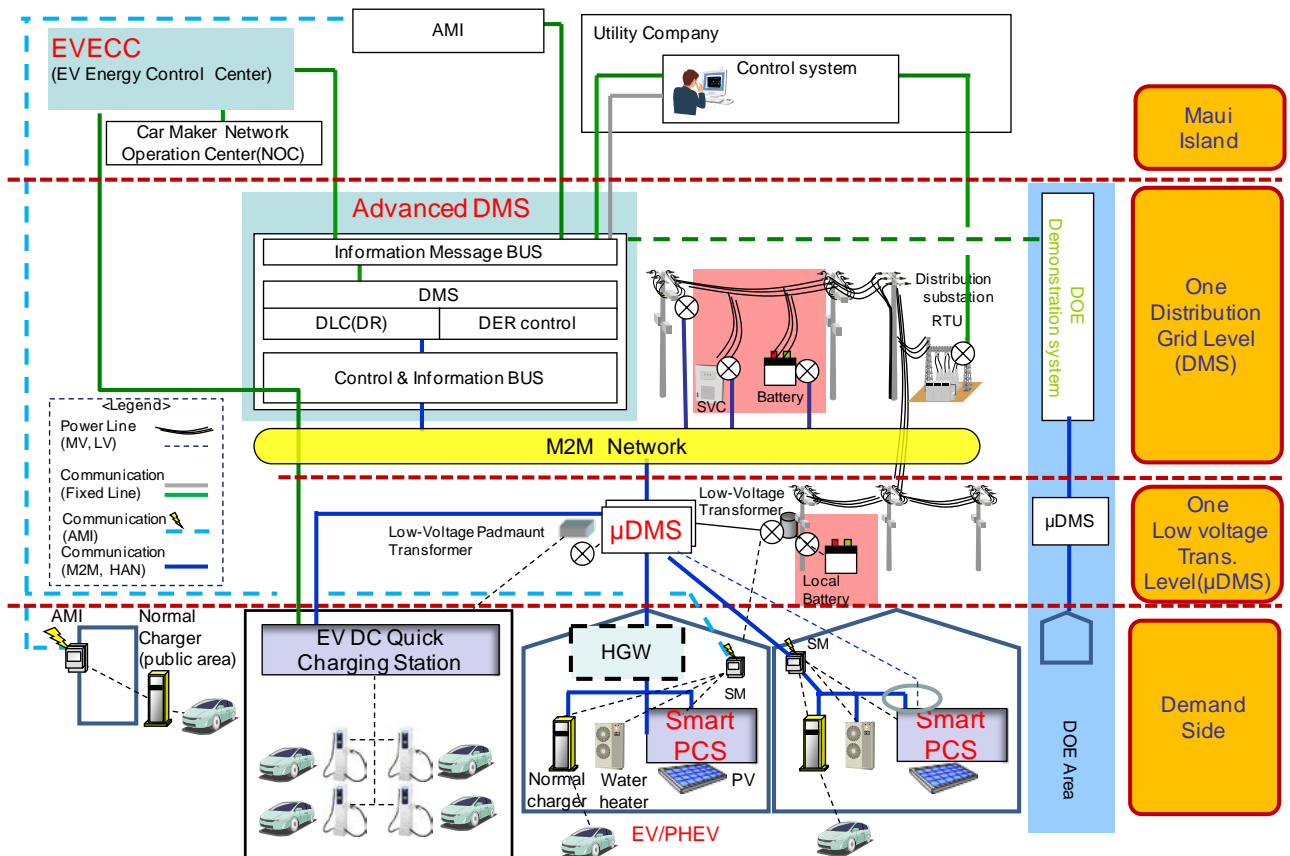 EVECC
(EV Energy Control Center)
AMI
Utility Company
Control system
Car Maker Network
Operation Center(NOC)
Maui
Island
Advanced DMS
Information Message BUS
DMS
DLC(DR)
DER control
Control & Information BUS
SVC
Battery
Distribution
substation
RTU
DOE
Demonstration system
One
Distribution
Grid Level
(DMS)
<Legend>
Power Line
(MV, LV)
Communication
(Fixed Line)
Communication
(AMI)
Communication
(M2M, HAN)
M2M Network
Low-Voltage Padmaunt
Transformer
μDMS
Low-Voltage
Transformer
Local
Battery
μDMS
One
Low voltage
Trans.
Level(μDMS)
AMI
Normal
Charger
(public area)
EV DC Quick
Charging Station
HGW
SM
Smart
PCS
Normal
charger
Water
heater
PV
EV/PHEV
SM
Smart
PCS
DOE Area
Demand
Side